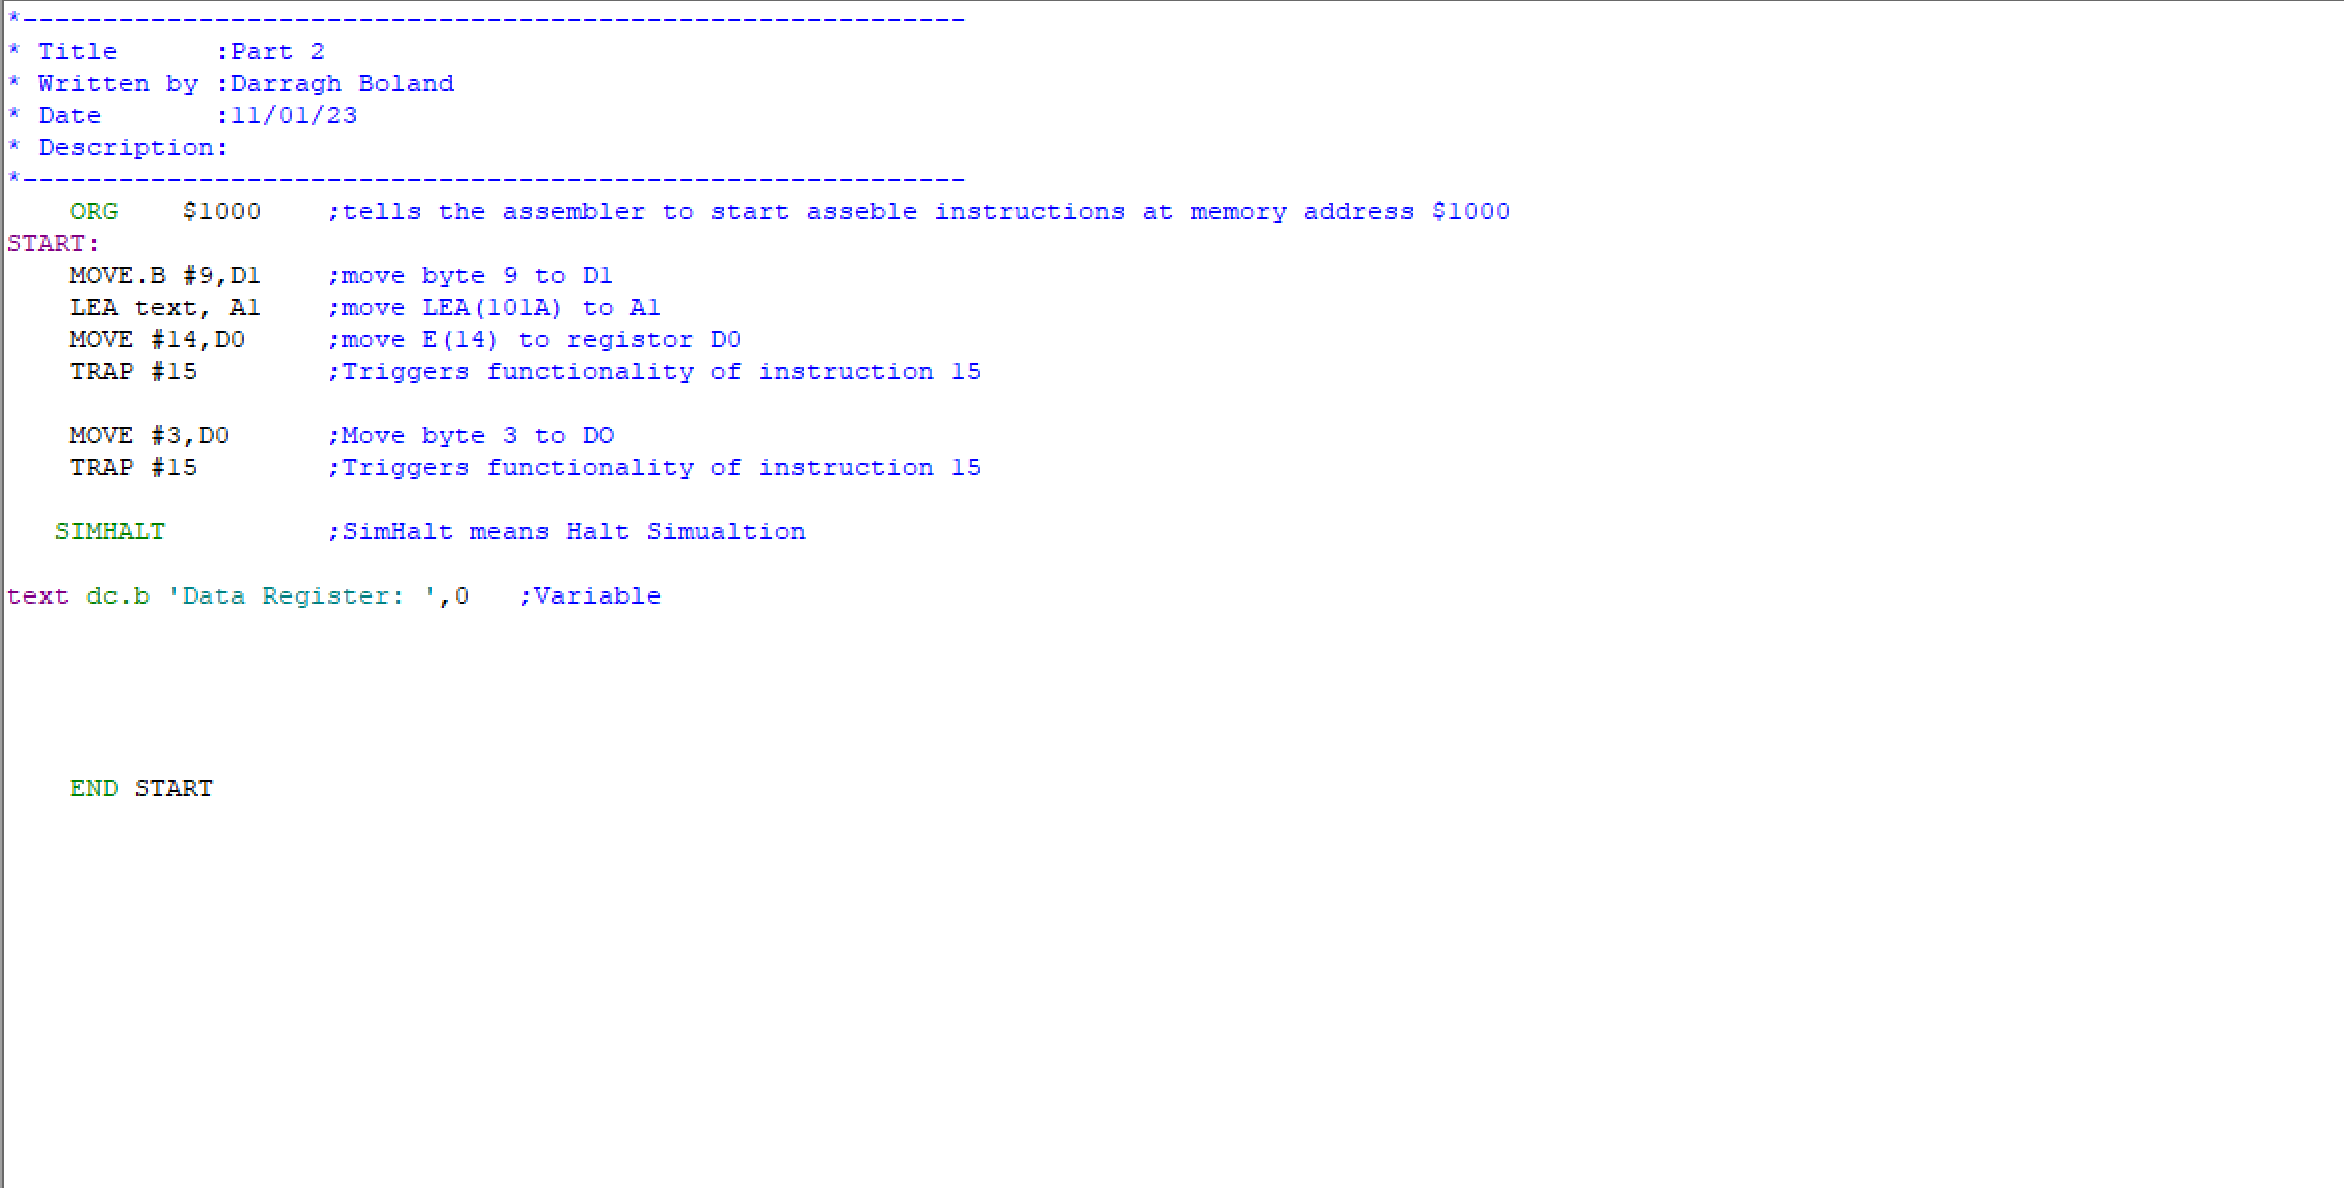 *-----------------------------------------------------------
* Title      :Part 2
* Written by :Darragh Boland
* Date       :11/01/23
* Description:
*-----------------------------------------------------------
    ORG    $1000    ;tells the assembler to start asseble instructions at memory address $1000
START:
    MOVE.B #9,D1    ;move byte 9 to D1
    LEA text, A1    ;move LEA(101A) to A1
    MOVE #14,D0     ;move E(14) to registor D0
    TRAP #15        ;Triggers functionality of instruction 15
    MOVE #3,D0      ;Move byte 3 to DO
    TRAP #15        ;Triggers functionality of instruction 15
   SIMHALT          ;SimHalt means Halt Simualtion
text dc.b 'Data Register: ',0   ;Variable
    END START